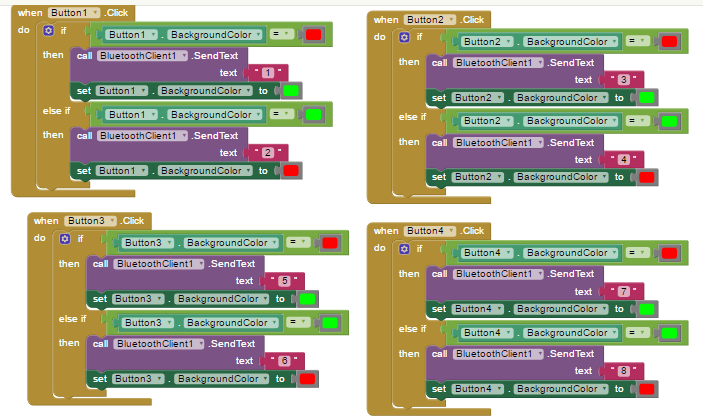 when Button1 .Click
do if Button1 . BackgroundColor =
then call BluetoothClient1 .SendText
text " 1 "
set Button1 . BackgroundColor to
else if Button1 . BackgroundColor =
then call BluetoothClient1 .SendText
text " 2 "
set Button1 . BackgroundColor to
when Button2 .Click
do if Button2 . BackgroundColor =
then call BluetoothClient1 .SendText
text " 3 "
set Button2 . BackgroundColor to
else if Button2 . BackgroundColor =
then call BluetoothClient1 .SendText
text " 4 "
set Button2 . BackgroundColor to
when Button3 .Click
do if Button3 . BackgroundColor =
then call BluetoothClient1 .SendText
text " 5 "
set Button3 . BackgroundColor to
else if Button3 . BackgroundColor =
then call BluetoothClient1 .SendText
text " 6 "
set Button3 . BackgroundColor to
when Button4 .Click
do if Button4 . BackgroundColor =
then call BluetoothClient1 .SendText
text " 7 "
set Button4 . BackgroundColor to
else if Button4 . BackgroundColor =
then call BluetoothClient1 .SendText
text " 8 "
set Button4 . BackgroundColor to